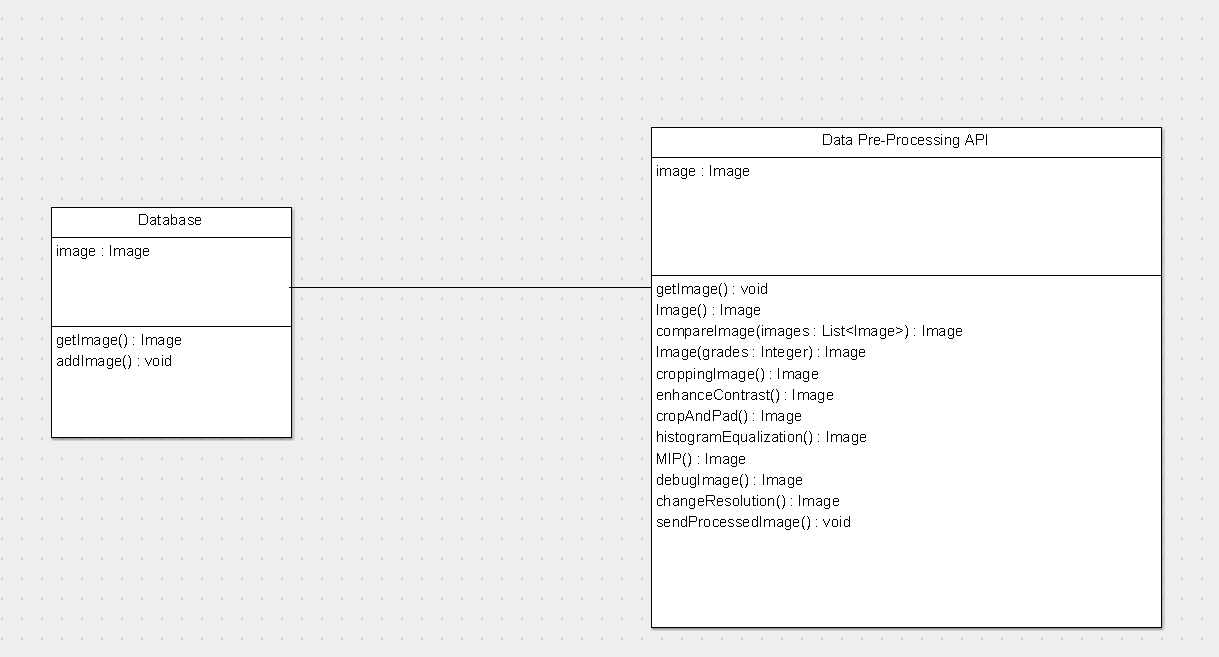 Database
image : Image
getImage() : Image
addImage() : void
Data Pre-Processing API
image : Image
getImage() : void
Image() : Image
compareImage(images : List<Image>) : Image
Image(grades : Integer) : Image
croppingImage() : Image
enhanceContrast() : Image
cropAndPad() : Image
histogramEqualization() : Image
MIP() : Image
debugImage() : Image
changeResolution() : Image
sendProcessedImage() : void